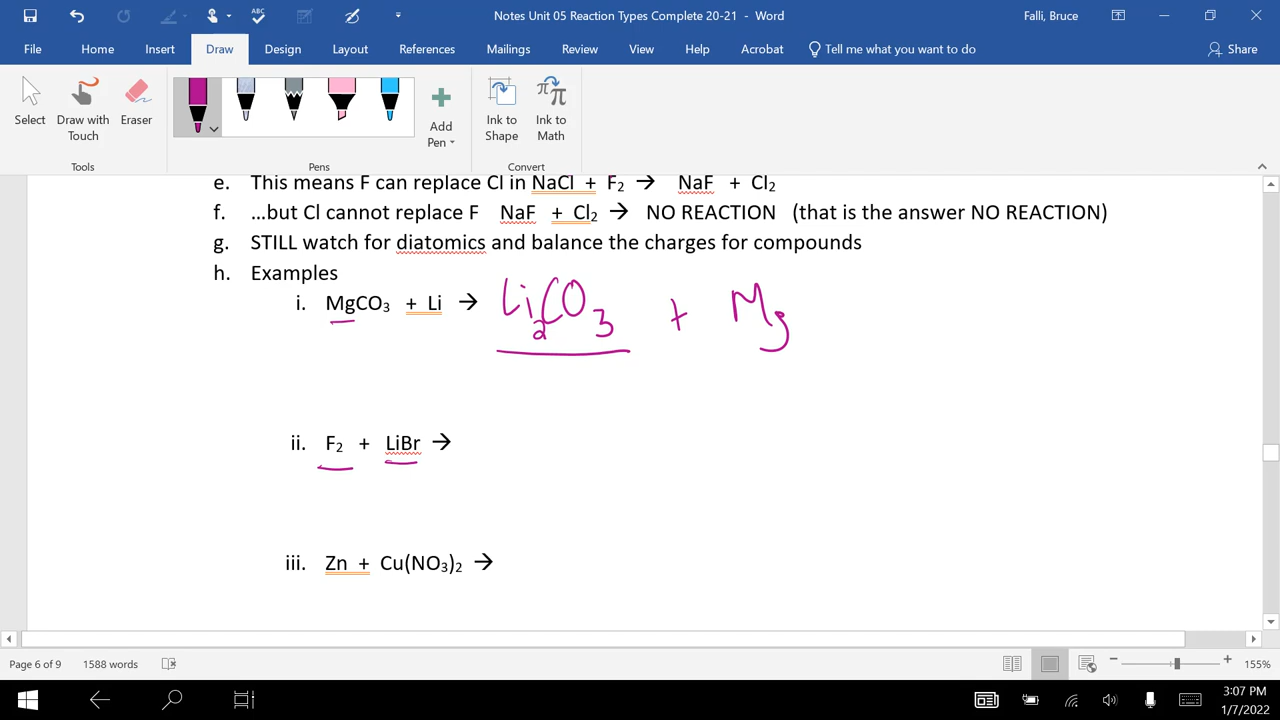 Notes Unit 05 Reaction Types Complete 20-21 - Word
Falli, Bruce
File Home Insert Draw Design Layout References Mailings Review View Help Acrobat Tell me what you want to do Share
Select
Draw with Touch
Eraser
Add Pen
Ink to Shape
Ink to Math
Tools Pens Convert
e. This means F can replace Cl in NaCl + F₂ → NaF + Cl₂
f. …but Cl cannot replace F NaF + Cl₂ → NO REACTION (that is the answer NO REACTION)
g. STILL watch for diatomics and balance the charges for compounds
h. Examples
i. MgCO₃ + Li → Li₂CO₃ + Mg
ii. F₂ + LiBr →
iii. Zn + Cu(NO₃)₂ →
Page 6 of 9 1588 words 155%
3:07 PM
1/7/2022